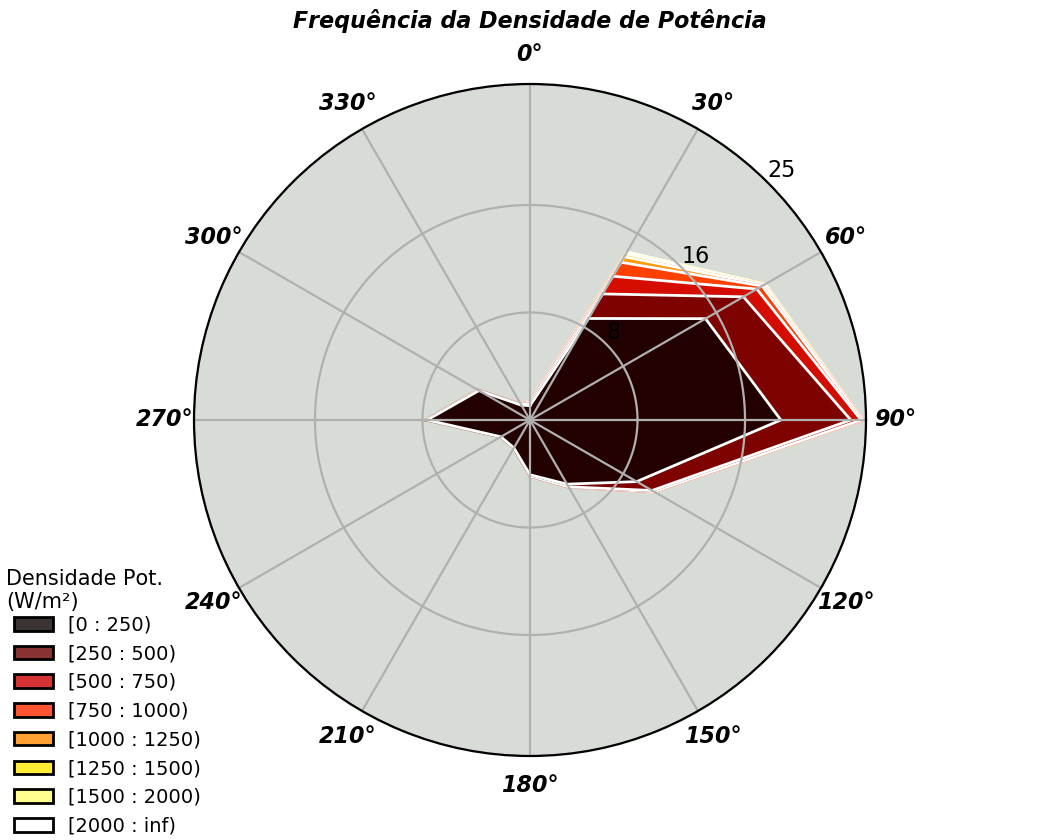 Frequência da Densidade de Potência
0°
330°
30°
25
300°
60°
16
8
270°
90°
240°
120°
210°
150°
180°
Densidade Pot.
(W/m²)
[0 : 250)
[250 : 500)
[500 : 750)
[750 : 1000)
[1000 : 1250)
[1250 : 1500)
[1500 : 2000)
[2000 : inf)